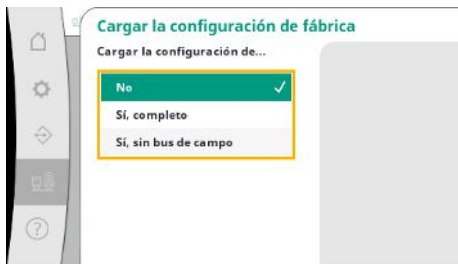 Cargar la configuración de fábrica
Cargar la configuración de...
No
Sí, completo
Sí, sin bus de campo